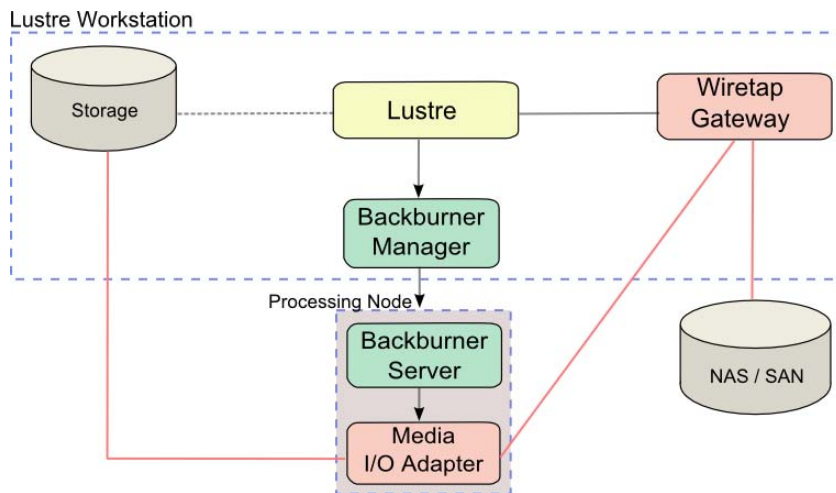 Lustre Workstation
Storage
Lustre
Wiretap
Gateway
Backburner
Manager
Processing Node
Backburner
Server
NAS / SAN
Media
I/O Adapter